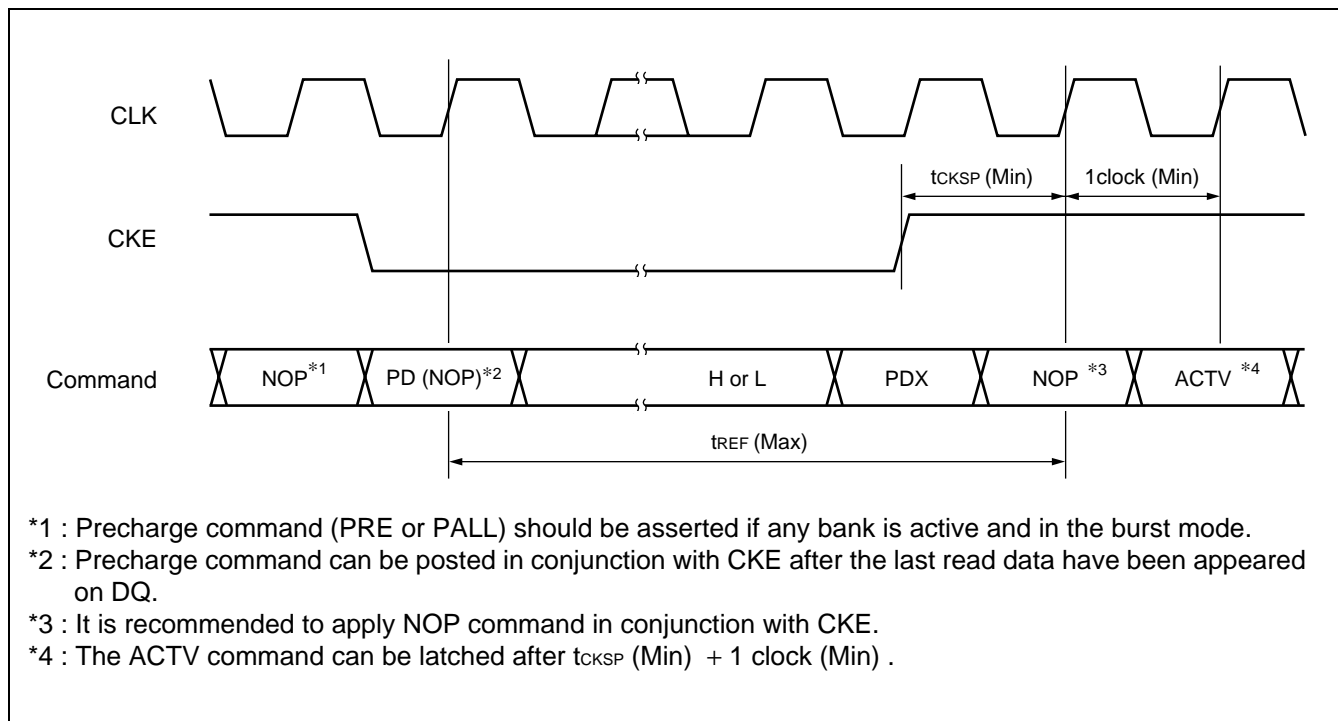 CLK
tCKSP (Min) 1clock (Min)
CKE
Command NOP*1 PD (NOP)*2 H or L PDX NOP *3 ACTV *4
tREF (Max)
*1 : Precharge command (PRE or PALL) should be asserted if any bank is active and in the burst mode.
*2 : Precharge command can be posted in conjunction with CKE after the last read data have been appeared
on DQ.
*3 : It is recommended to apply NOP command in conjunction with CKE.
*4 : The ACTV command can be latched after tCKSP (Min) + 1 clock (Min) .